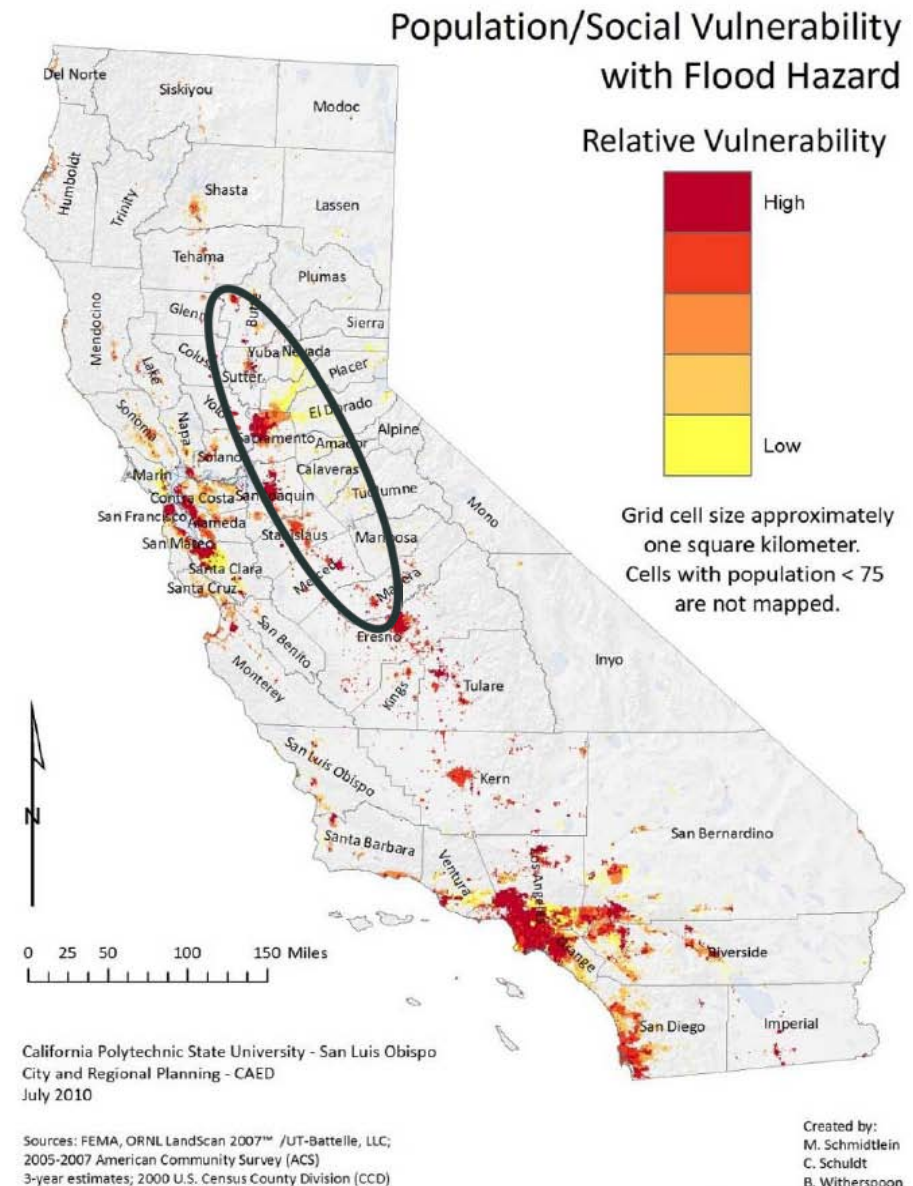 Population/Social Vulnerability
with Flood Hazard
Relative Vulnerability
High
Low
Grid cell size approximately
one square kilometer.
Cells with population < 75
are not mapped.
Del Norte
Siskiyou
Modoc
Humboldt
Trinity
Shasta
Lassen
Tehama
Plumas
Mendocino
Glenn
Butte
Sierra
Lake
Colusa
Yuba
Nevada
Sutter
Placer
Sonoma
Napa
Yolo
El Dorado
Sacramento
Amador
Alpine
Solano
Marin
Calaveras
Contra Costa
San Joaquin
Tuolumne
Mono
San Francisco
Alameda
Stanislaus
Mariposa
San Mateo
Santa Clara
Merced
Madera
Santa Cruz
San Benito
Fresno
Monterey
Inyo
Kings
Tulare
San Luis Obispo
Kern
San Bernardino
Santa Barbara
Ventura
Los Angeles
Orange
Riverside
San Diego
Imperial
N
0 25 50 100 150 Miles
California Polytechnic State University - San Luis Obispo
City and Regional Planning - CAED
July 2010
Sources: FEMA, ORNL LandScan 2007™ /UT-Battelle, LLC;
2005-2007 American Community Survey (ACS)
3-year estimates; 2000 U.S. Census County Division (CCD)
Created by:
M. Schmidtlein
C. Schuldt
B. Witherspoon